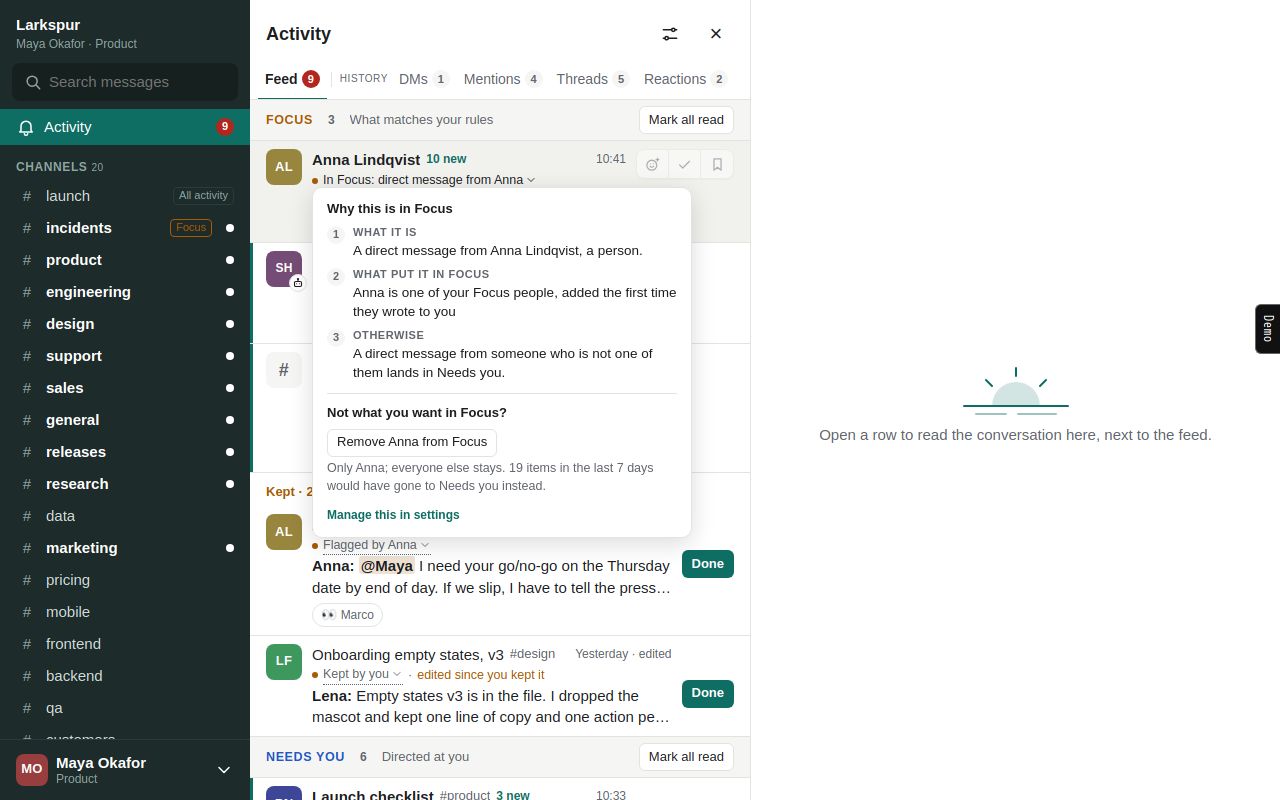 Larkspur
Maya Okafor · Product
Search messages
Activity 9
CHANNELS 20
# launch All activity
# incidents Focus
# product
# engineering
# design
# support
# sales
# general
# releases
# research
# data
# marketing
# pricing
# mobile
# frontend
# backend
# qa
# customers
MO Maya Okafor
Product
Activity
Feed 9 HISTORY DMs 1 Mentions 4 Threads 5 Reactions 2
FOCUS 3 What matches your rules Mark all read
AL Anna Lindqvist 10 new 10:41
In Focus: direct message from Anna
Why this is in Focus
1 WHAT IT IS
A direct message from Anna Lindqvist, a person.
2 WHAT PUT IT IN FOCUS
Anna is one of your Focus people, added the first time
they wrote to you
3 OTHERWISE
A direct message from someone who is not one of
them lands in Needs you.
Not what you want in Focus?
Remove Anna from Focus
Only Anna; everyone else stays. 19 items in the last 7 days
would have gone to Needs you instead.
Manage this in settings
SH
#
Kept · 2
AL
Flagged by Anna
Anna: @Maya I need your go/no-go on the Thursday
date by end of day. If we slip, I have to tell the press…
Done
👀 Marco
LF Onboarding empty states, v3 #design Yesterday · edited
Kept by you · edited since you kept it
Lena: Empty states v3 is in the file. I dropped the
mascot and kept one line of copy and one action pe…
Done
NEEDS YOU 6 Directed at you Mark all read
Launch checklist #product 3 new 10:33
Open a row to read the conversation here, next to the feed.
Demo